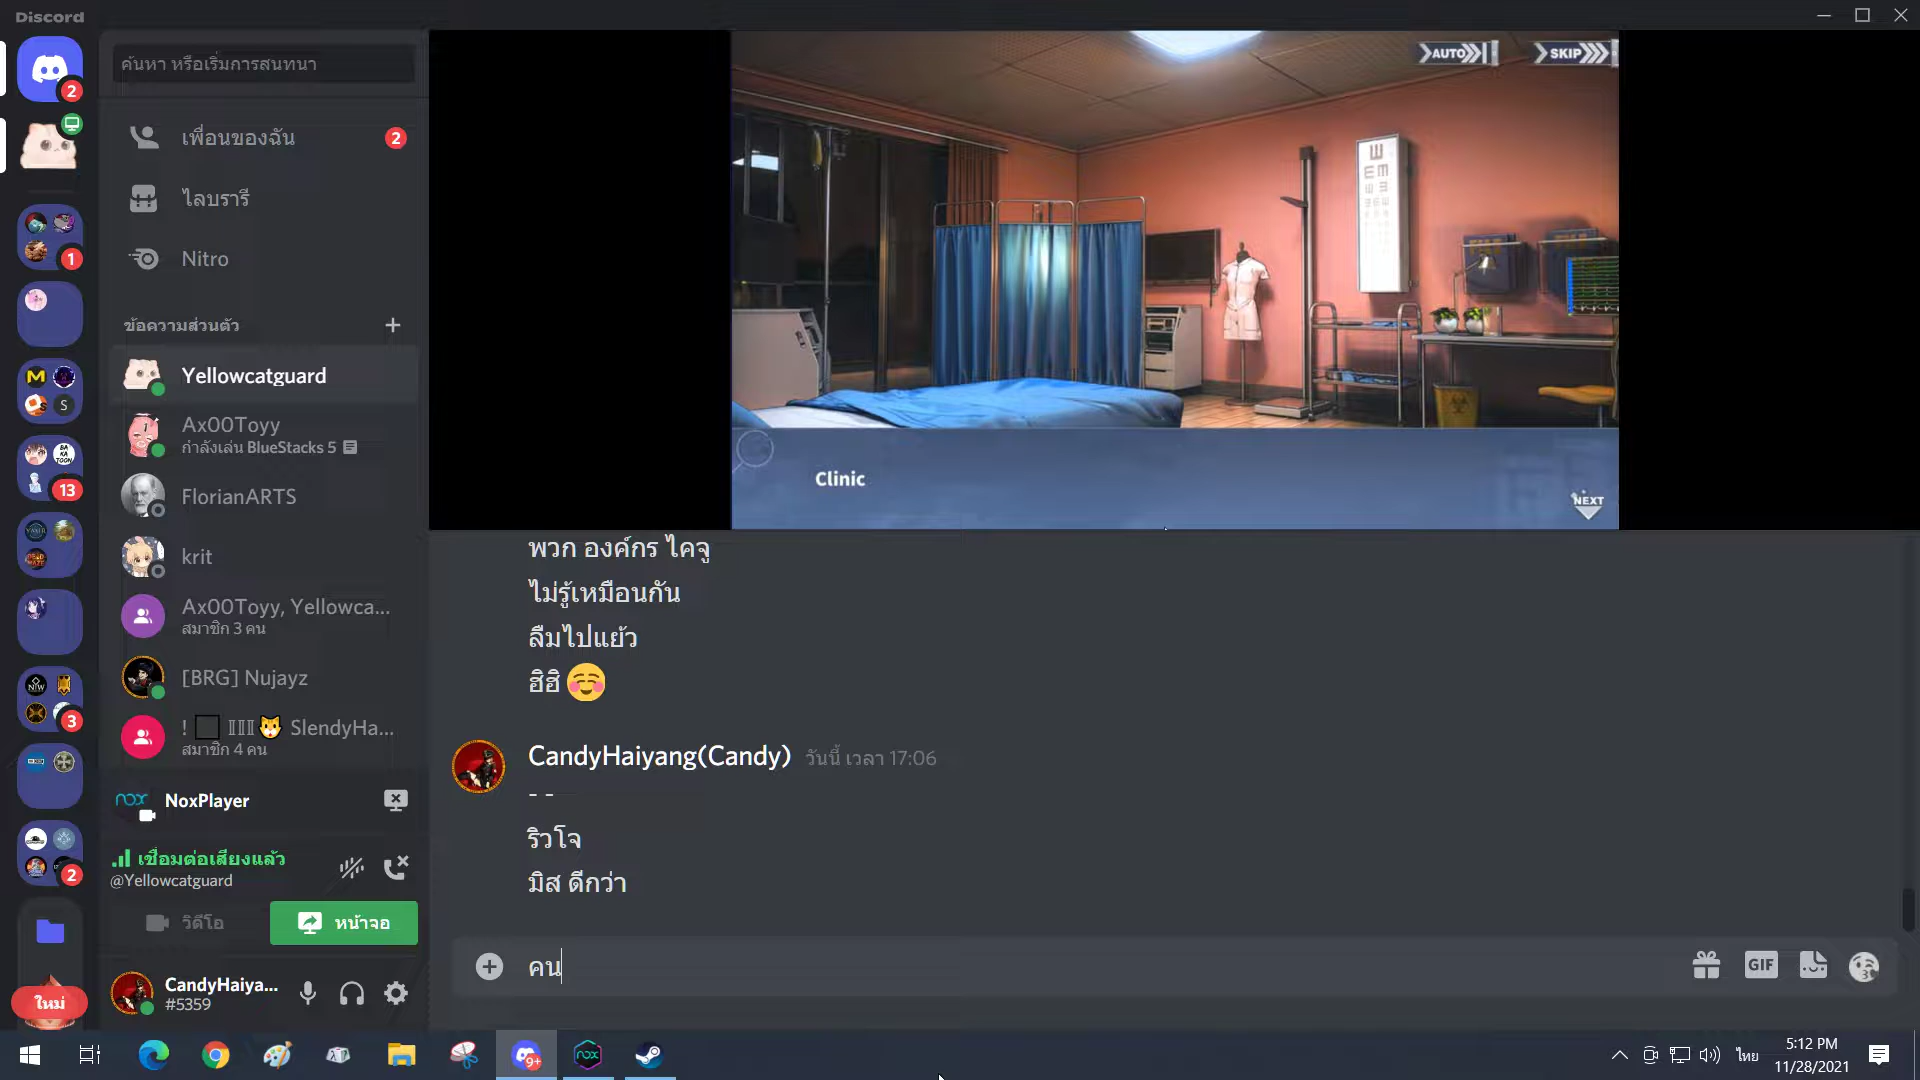 Discord
ค้นหา หรือเริ่มการสนทนา
2
เพื่อนของฉัน
2
ไลบรารี
Nitro
1
ข้อความส่วนตัว
Yellowcatguard
Ax00Toyy
กำลังเล่น BlueStacks 5
FlorianARTS
13
krit
Ax00Toyy, Yellowca...
สมาชิก 3 คน
[BRG] Nujayz
3
SlendyHa...
สมาชิก 4 คน
NoxPlayer
เชื่อมต่อเสียงแล้ว
@Yellowcatguard
2
วิดีโอ
หน้าจอ
CandyHaiya...
#5359
ใหม่
AUTO
SKIP
Clinic
NEXT
พวก องค์กร ไคจู
ไม่รู้เหมือนกัน
ลืมไปแย้ว
ฮิฮิ
CandyHaiyang(Candy) วันนี้ เวลา 17:06
- -
ริวโจ
มิส ดีกว่า
คน
GIF
9+
nox
ไทย
5:12 PM
11/28/2021